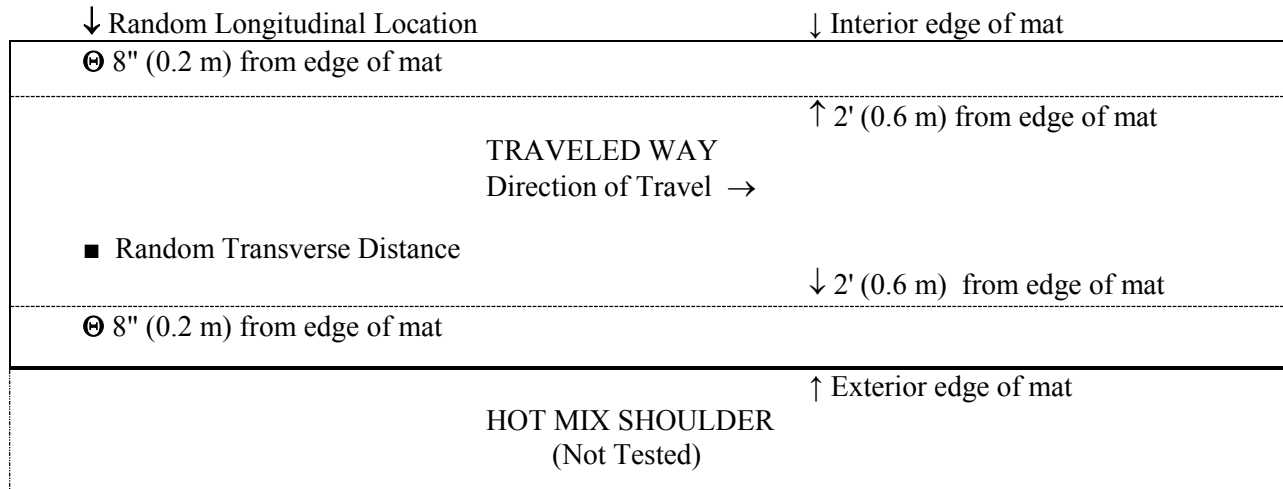 ↓ Random Longitudinal Location ↓ Interior edge of mat
Θ 8" (0.2 m) from edge of mat
↑ 2' (0.6 m) from edge of mat
TRAVELED WAY
Direction of Travel →
■ Random Transverse Distance
↓ 2' (0.6 m) from edge of mat
Θ 8" (0.2 m) from edge of mat
↑ Exterior edge of mat
HOT MIX SHOULDER
(Not Tested)